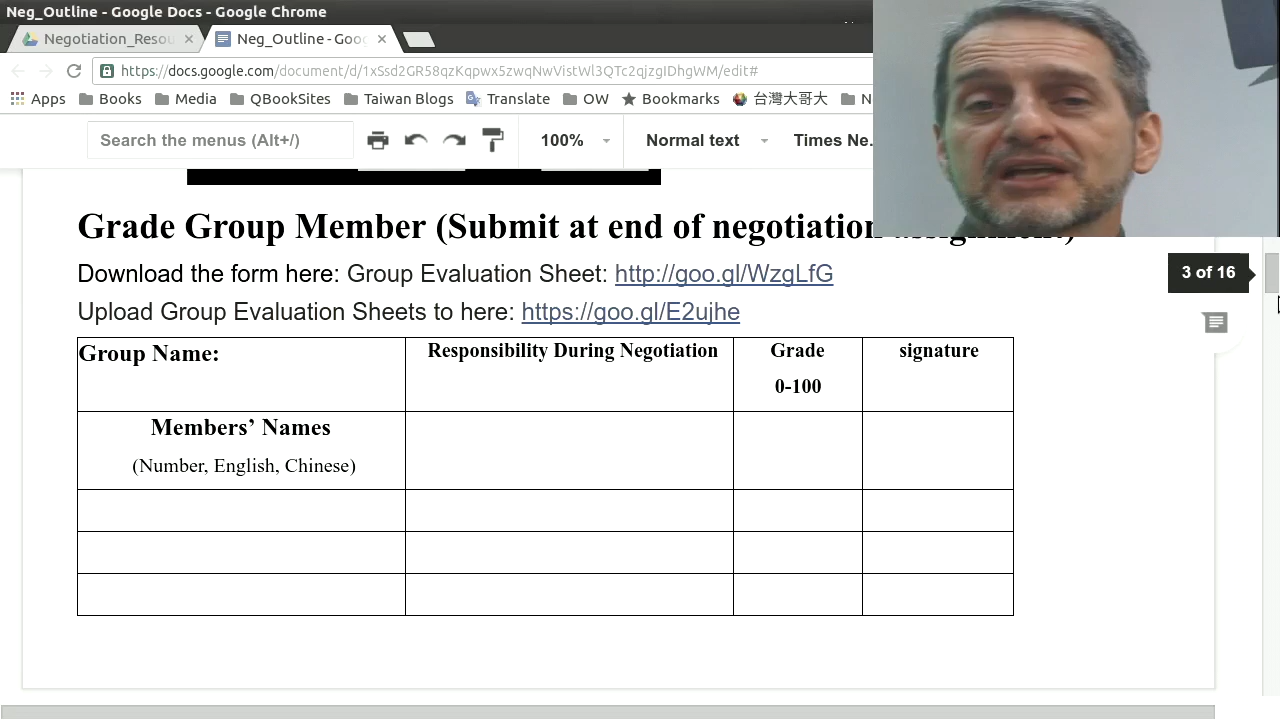 Neg_Outline - Google Docs - Google Chrome
Negotiation_Resou
Neg_Outline - Goo
https://docs.google.com/document/d/1xSsd2GR58qzKqpwx5zwqNwVistWl3QTc2qjzgIDhgWM/edit#
Apps Books Media QBookSites Taiwan Blogs Translate OW Bookmarks 台灣大哥大 N
Search the menus (Alt+/) 100% Normal text Times Ne...
Grade Group Member (Submit at end of negotiation assignment)
Download the form here: Group Evaluation Sheet: http://goo.gl/WzgLfG
3 of 16
Upload Group Evaluation Sheets to here: https://goo.gl/E2ujhe
Group Name: Responsibility During Negotiation Grade signature
0-100
Members’ Names
(Number, English, Chinese)